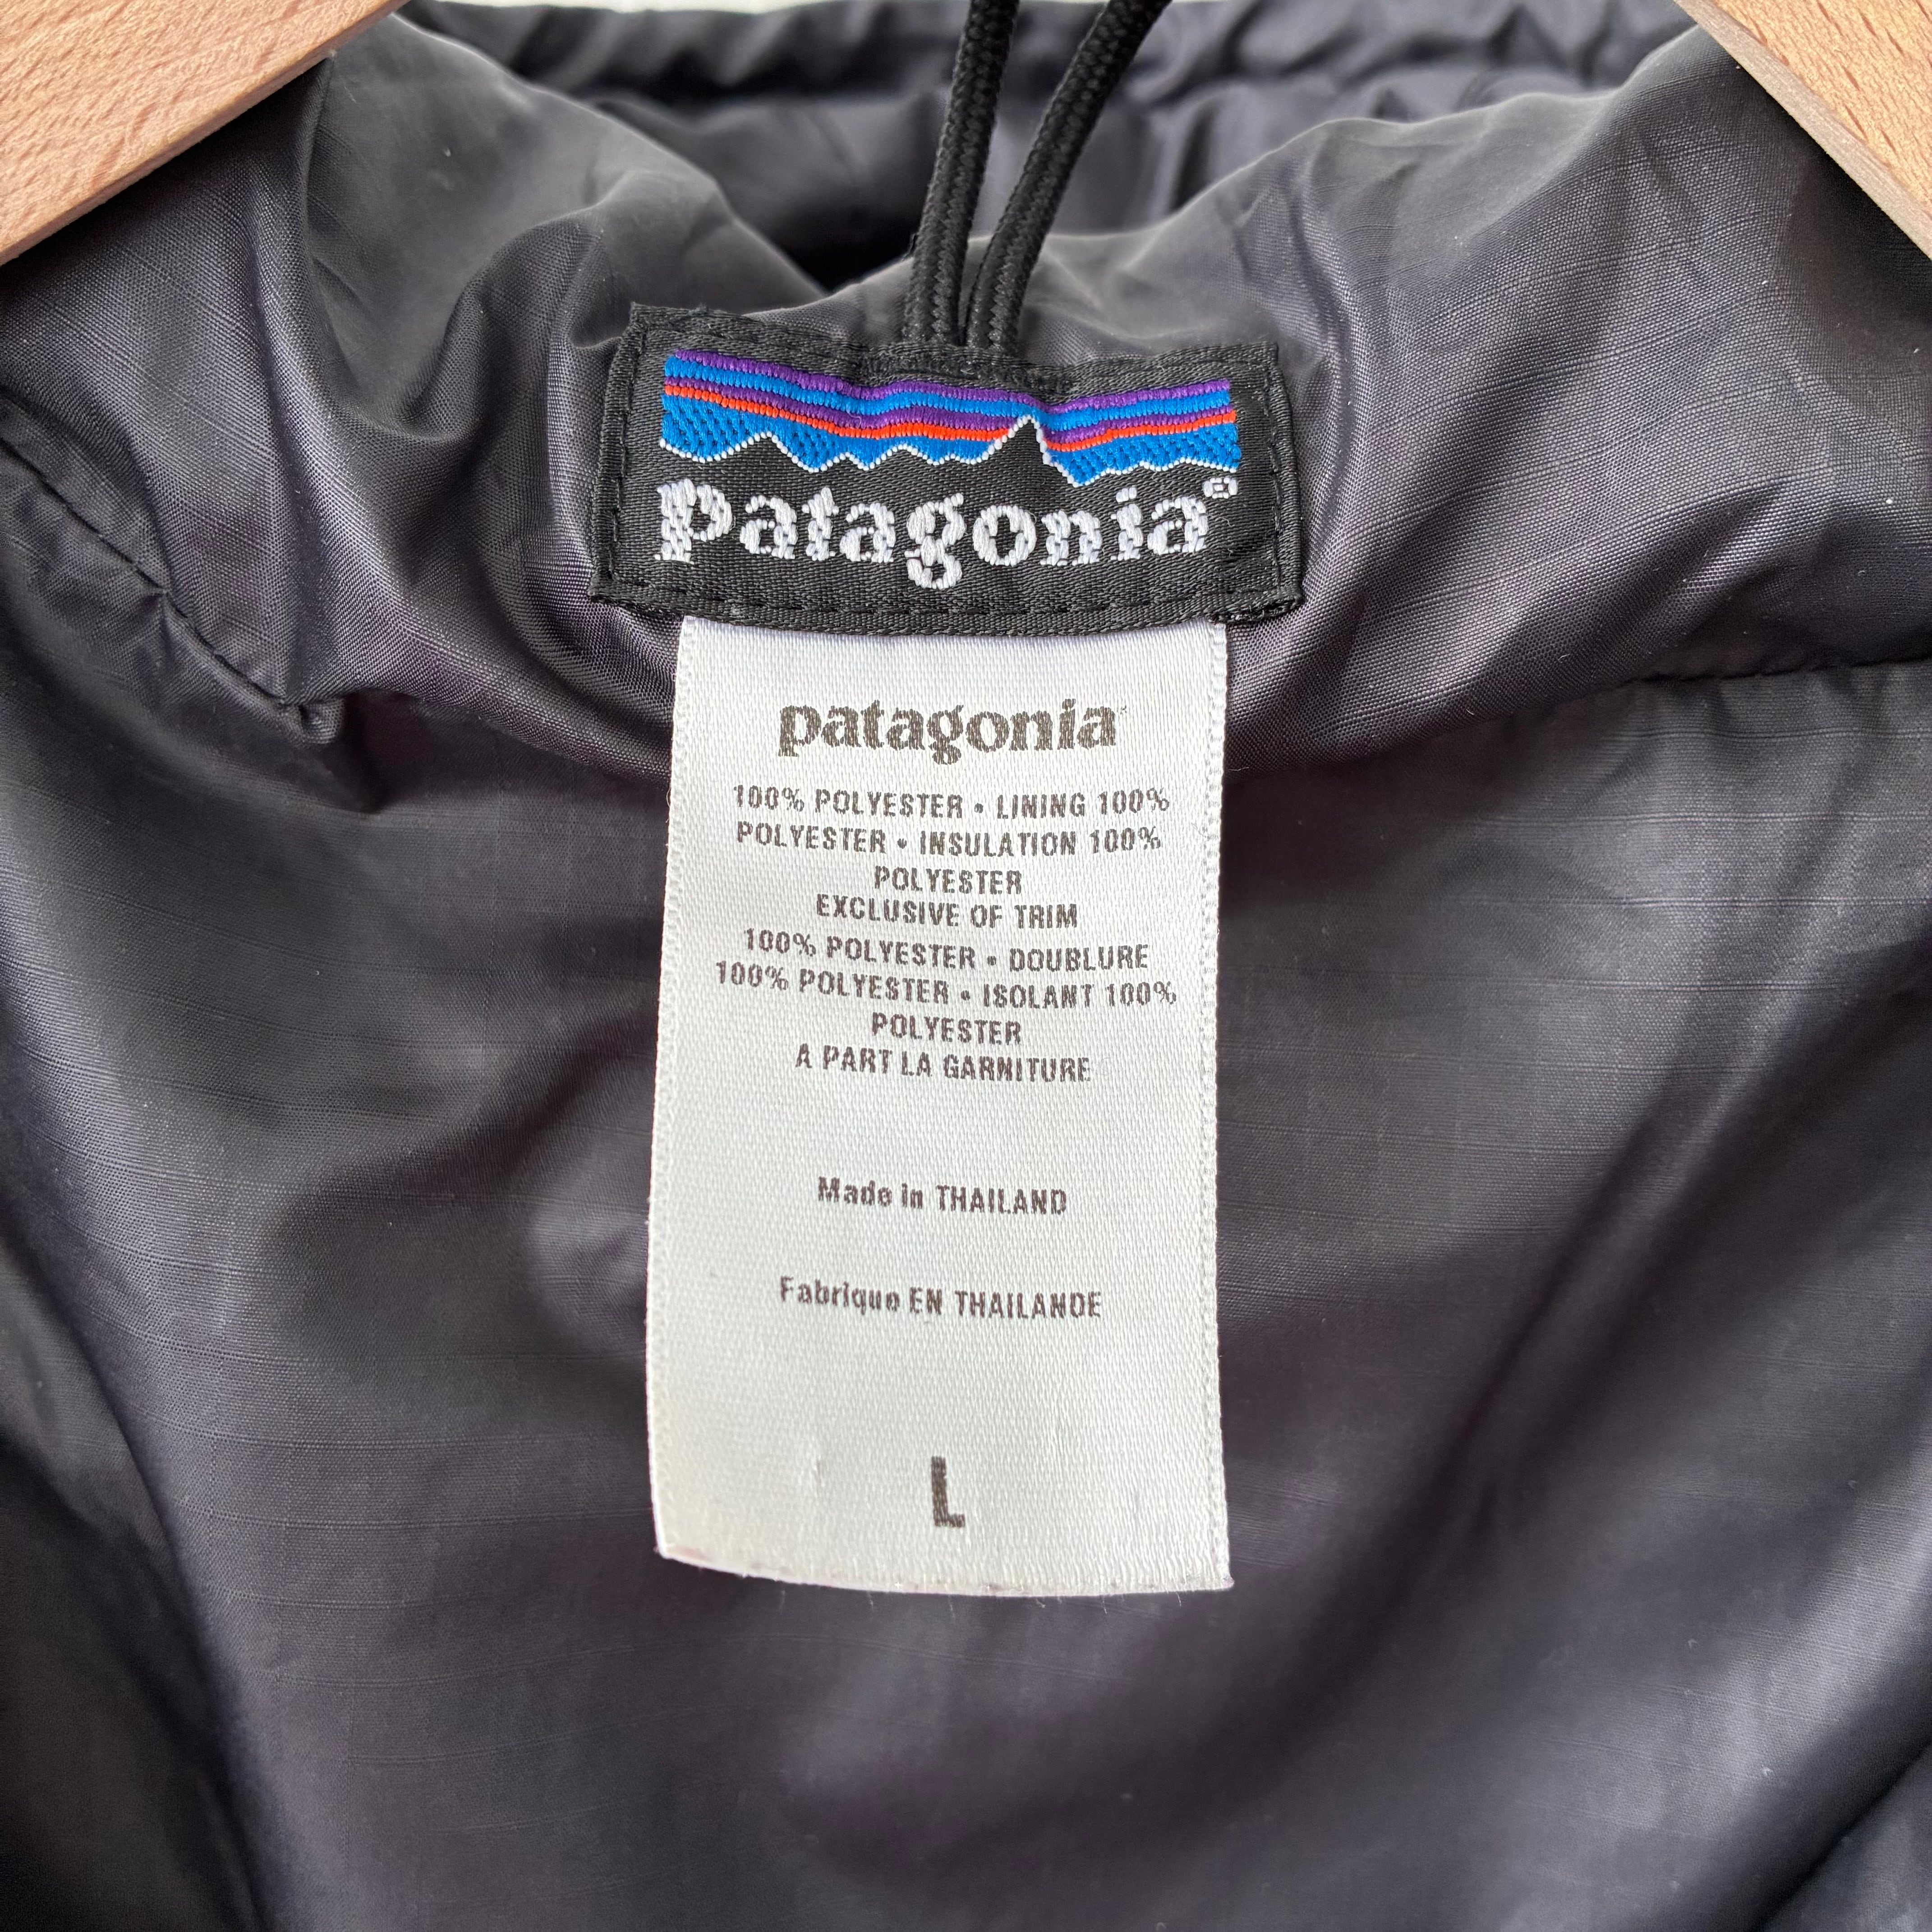 patagonia®
patagonia
100% POLYESTER • LINING 100%
POLYESTER • INSULATION 100%
POLYESTER
EXCLUSIVE OF TRIM
100% POLYESTER • DOUBLURE
100% POLYESTER • ISOLANT 100%
POLYESTER
A PART LA GARNITURE
Made in THAILAND
Fabrique EN THAILANDE
L